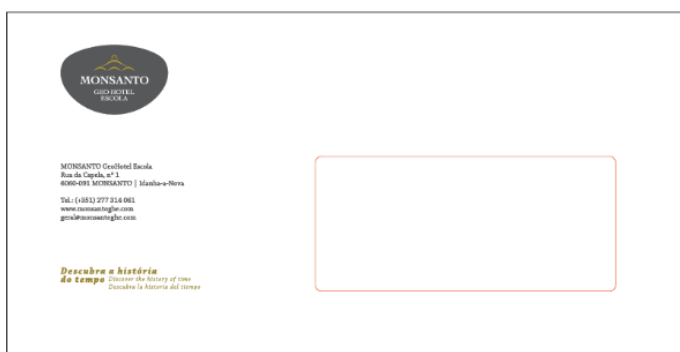 MONSANTO
GEO HOTEL
ESCOLA
MONSANTO GeoHotel Escola
Rua da Capela, nº 1
6060-091 MONSANTO | Idanha-a-Nova
Tel.: (+351) 277 314 061
www.monsantoghe.com
geral@monsantoghe.com
Descubra a história
do tempo Discover the history of time
Descubra la historia del tiempo